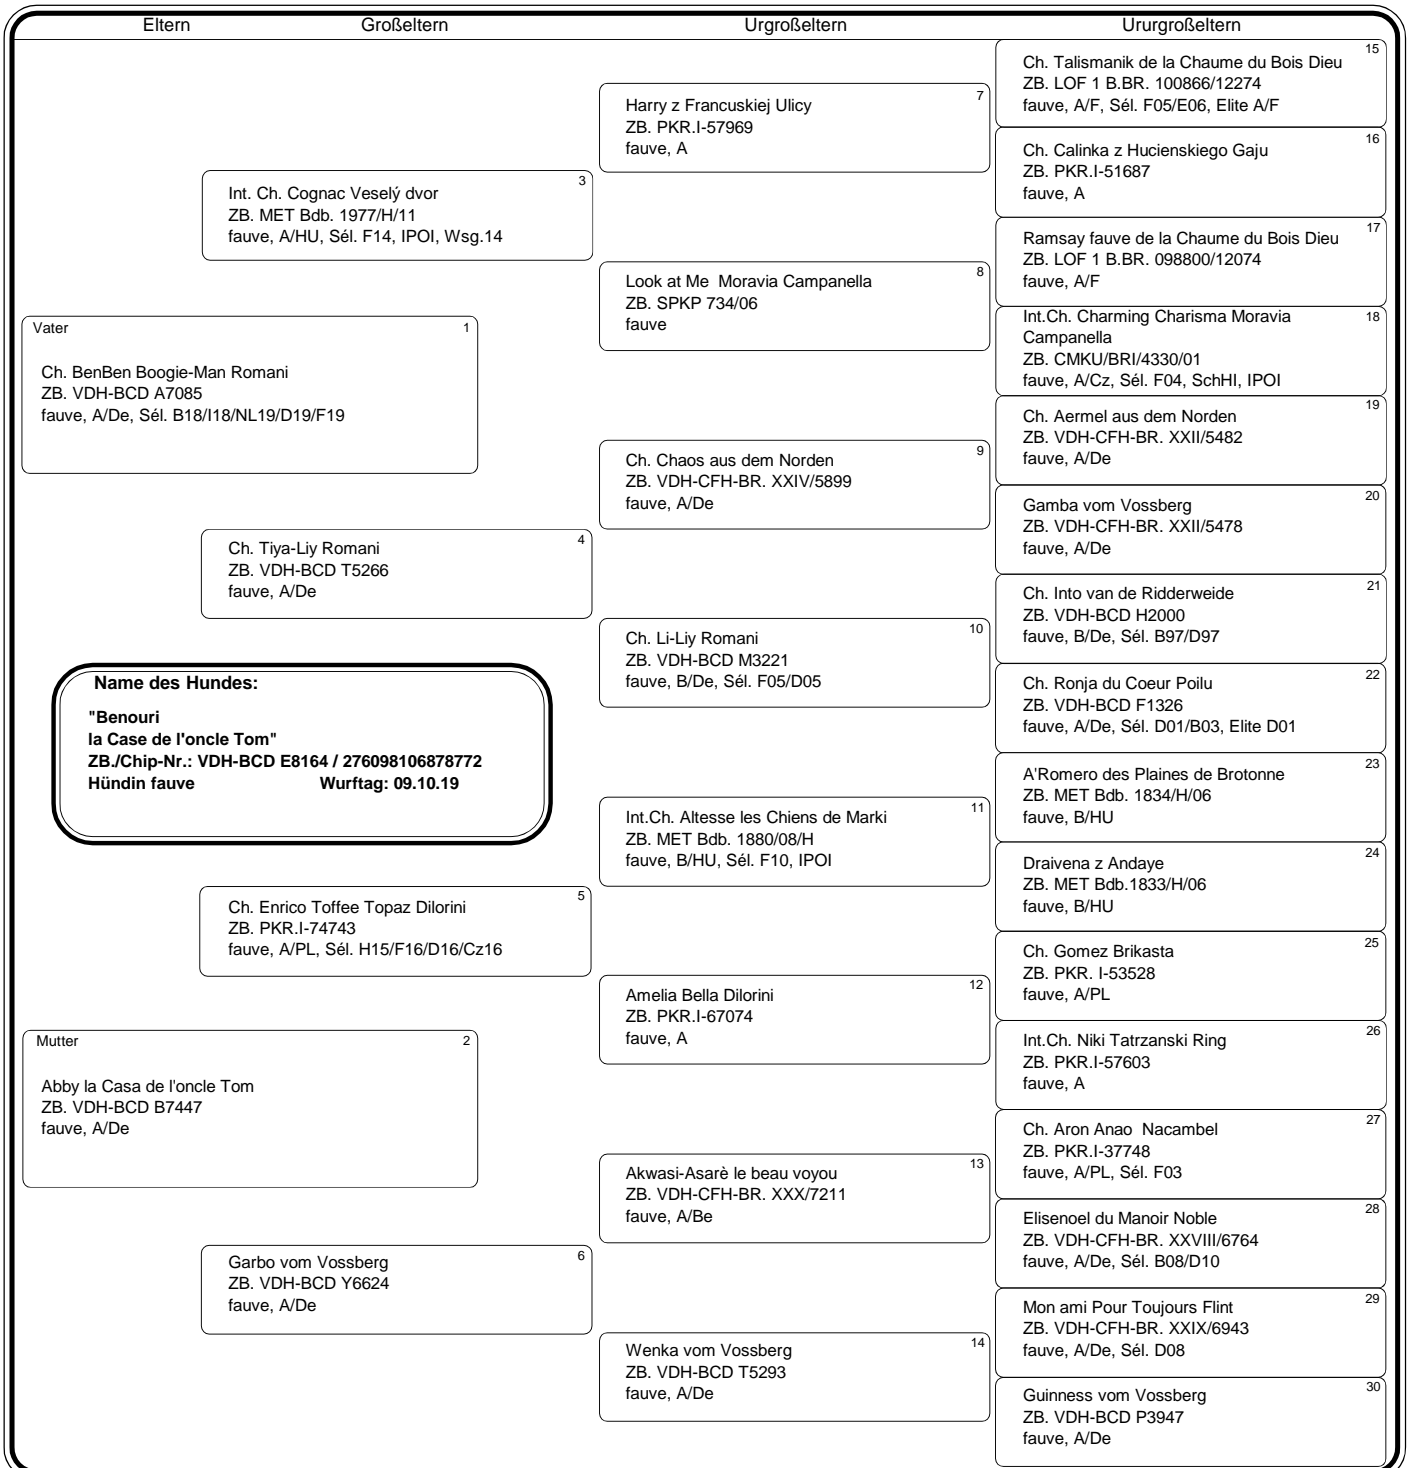 Eltern
Großeltern
Urgroßeltern
Ururgroßeltern
Vater 1
Ch. BenBen Boogie-Man Romani
ZB. VDH-BCD A7085
fauve, A/De, Sél. B18/I18/NL19/D19/F19
Name des Hundes:
"Benouri
la Case de l'oncle Tom"
ZB./Chip-Nr.: VDH-BCD E8164 / 276098106878772
Hündin fauve Wurftag: 09.10.19
Mutter 2
Abby la Casa de l'oncle Tom
ZB. VDH-BCD B7447
fauve, A/De
3
Int. Ch. Cognac Veselý dvor
ZB. MET Bdb. 1977/H/11
fauve, A/HU, Sél. F14, IPOI, Wsg.14
4
Ch. Tiya-Liy Romani
ZB. VDH-BCD T5266
fauve, A/De
5
Ch. Enrico Toffee Topaz Dilorini
ZB. PKR.I-74743
fauve, A/PL, Sél. H15/F16/D16/Cz16
6
Garbo vom Vossberg
ZB. VDH-BCD Y6624
fauve, A/De
7
Harry z Francuskiej Ulicy
ZB. PKR.I-57969
fauve, A
8
Look at Me  Moravia Campanella
ZB. SPKP 734/06
fauve
9
Ch. Chaos aus dem Norden
ZB. VDH-CFH-BR. XXIV/5899
fauve, A/De
10
Ch. Li-Liy Romani
ZB. VDH-BCD M3221
fauve, B/De, Sél. F05/D05
11
Int.Ch. Altesse les Chiens de Marki
ZB. MET Bdb. 1880/08/H
fauve, B/HU, Sél. F10, IPOI
12
Amelia Bella Dilorini
ZB. PKR.I-67074
fauve, A
13
Akwasi-Asarè le beau voyou
ZB. VDH-CFH-BR. XXX/7211
fauve, A/Be
14
Wenka vom Vossberg
ZB. VDH-BCD T5293
fauve, A/De
15
Ch. Talismanik de la Chaume du Bois Dieu
ZB. LOF 1 B.BR. 100866/12274
fauve, A/F, Sél. F05/E06, Elite A/F
16
Ch. Calinka z Hucienskiego Gaju
ZB. PKR.I-51687
fauve, A
17
Ramsay fauve de la Chaume du Bois Dieu
ZB. LOF 1 B.BR. 098800/12074
fauve, A/F
18
Int.Ch. Charming Charisma Moravia
Campanella
ZB. CMKU/BRI/4330/01
fauve, A/Cz, Sél. F04, SchHI, IPOI
19
Ch. Aermel aus dem Norden
ZB. VDH-CFH-BR. XXII/5482
fauve, A/De
20
Gamba vom Vossberg
ZB. VDH-CFH-BR. XXII/5478
fauve, A/De
21
Ch. Into van de Ridderweide
ZB. VDH-BCD H2000
fauve, B/De, Sél. B97/D97
22
Ch. Ronja du Coeur Poilu
ZB. VDH-BCD F1326
fauve, A/De, Sél. D01/B03, Elite D01
23
A'Romero des Plaines de Brotonne
ZB. MET Bdb. 1834/H/06
fauve, B/HU
24
Draivena z Andaye
ZB. MET Bdb.1833/H/06
fauve, B/HU
25
Ch. Gomez Brikasta
ZB. PKR. I-53528
fauve, A/PL
26
Int.Ch. Niki Tatrzanski Ring
ZB. PKR.I-57603
fauve, A
27
Ch. Aron Anao  Nacambel
ZB. PKR.I-37748
fauve, A/PL, Sél. F03
28
Elisenoel du Manoir Noble
ZB. VDH-CFH-BR. XXVIII/6764
fauve, A/De, Sél. B08/D10
29
Mon ami Pour Toujours Flint
ZB. VDH-CFH-BR. XXIX/6943
fauve, A/De, Sél. D08
30
Guinness vom Vossberg
ZB. VDH-BCD P3947
fauve, A/De